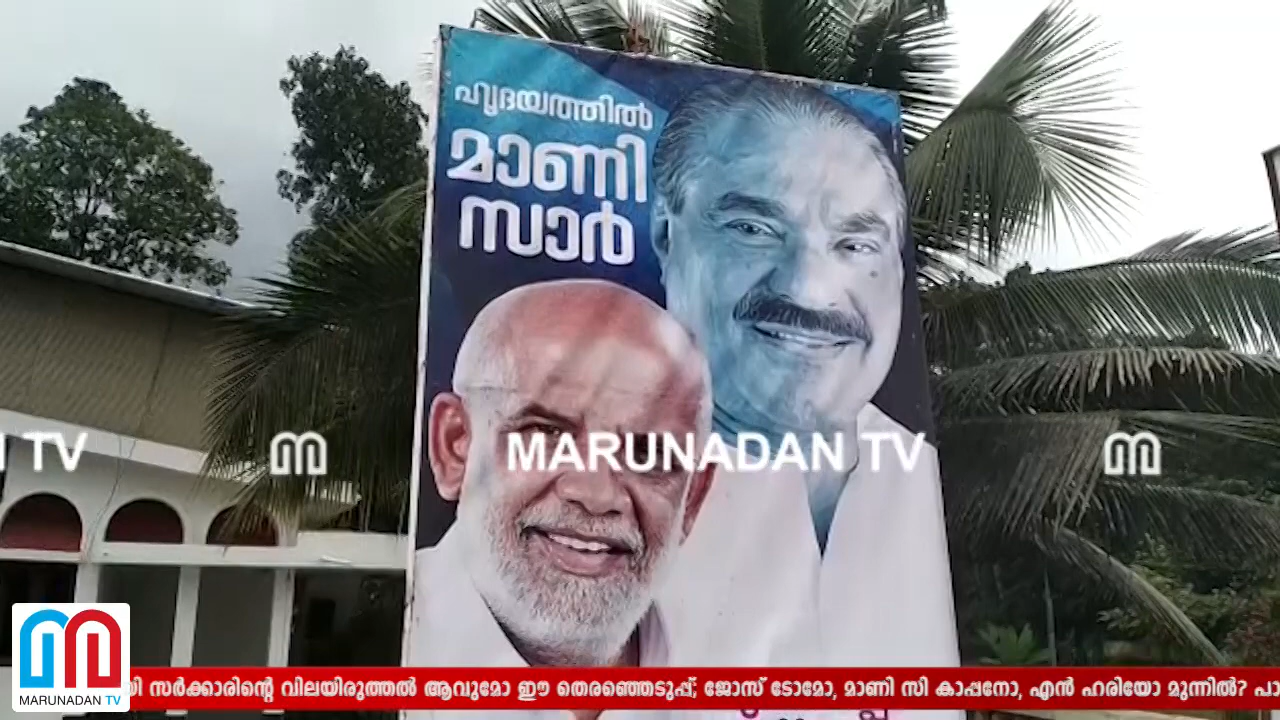 ഹൃദയത്തിൽ
മാണി
സാർ
TV
MARUNADAN TV
MARUNADAN TV
സർക്കാരിന്റെ വിലയിരുത്തൽ ആവുമോ ഈ തെരഞ്ഞെടുപ്പ്; ജോസ് ടോമോ, മാണി സി കാപ്പനോ, എൻ ഹരിയോ മുന്നിൽ?